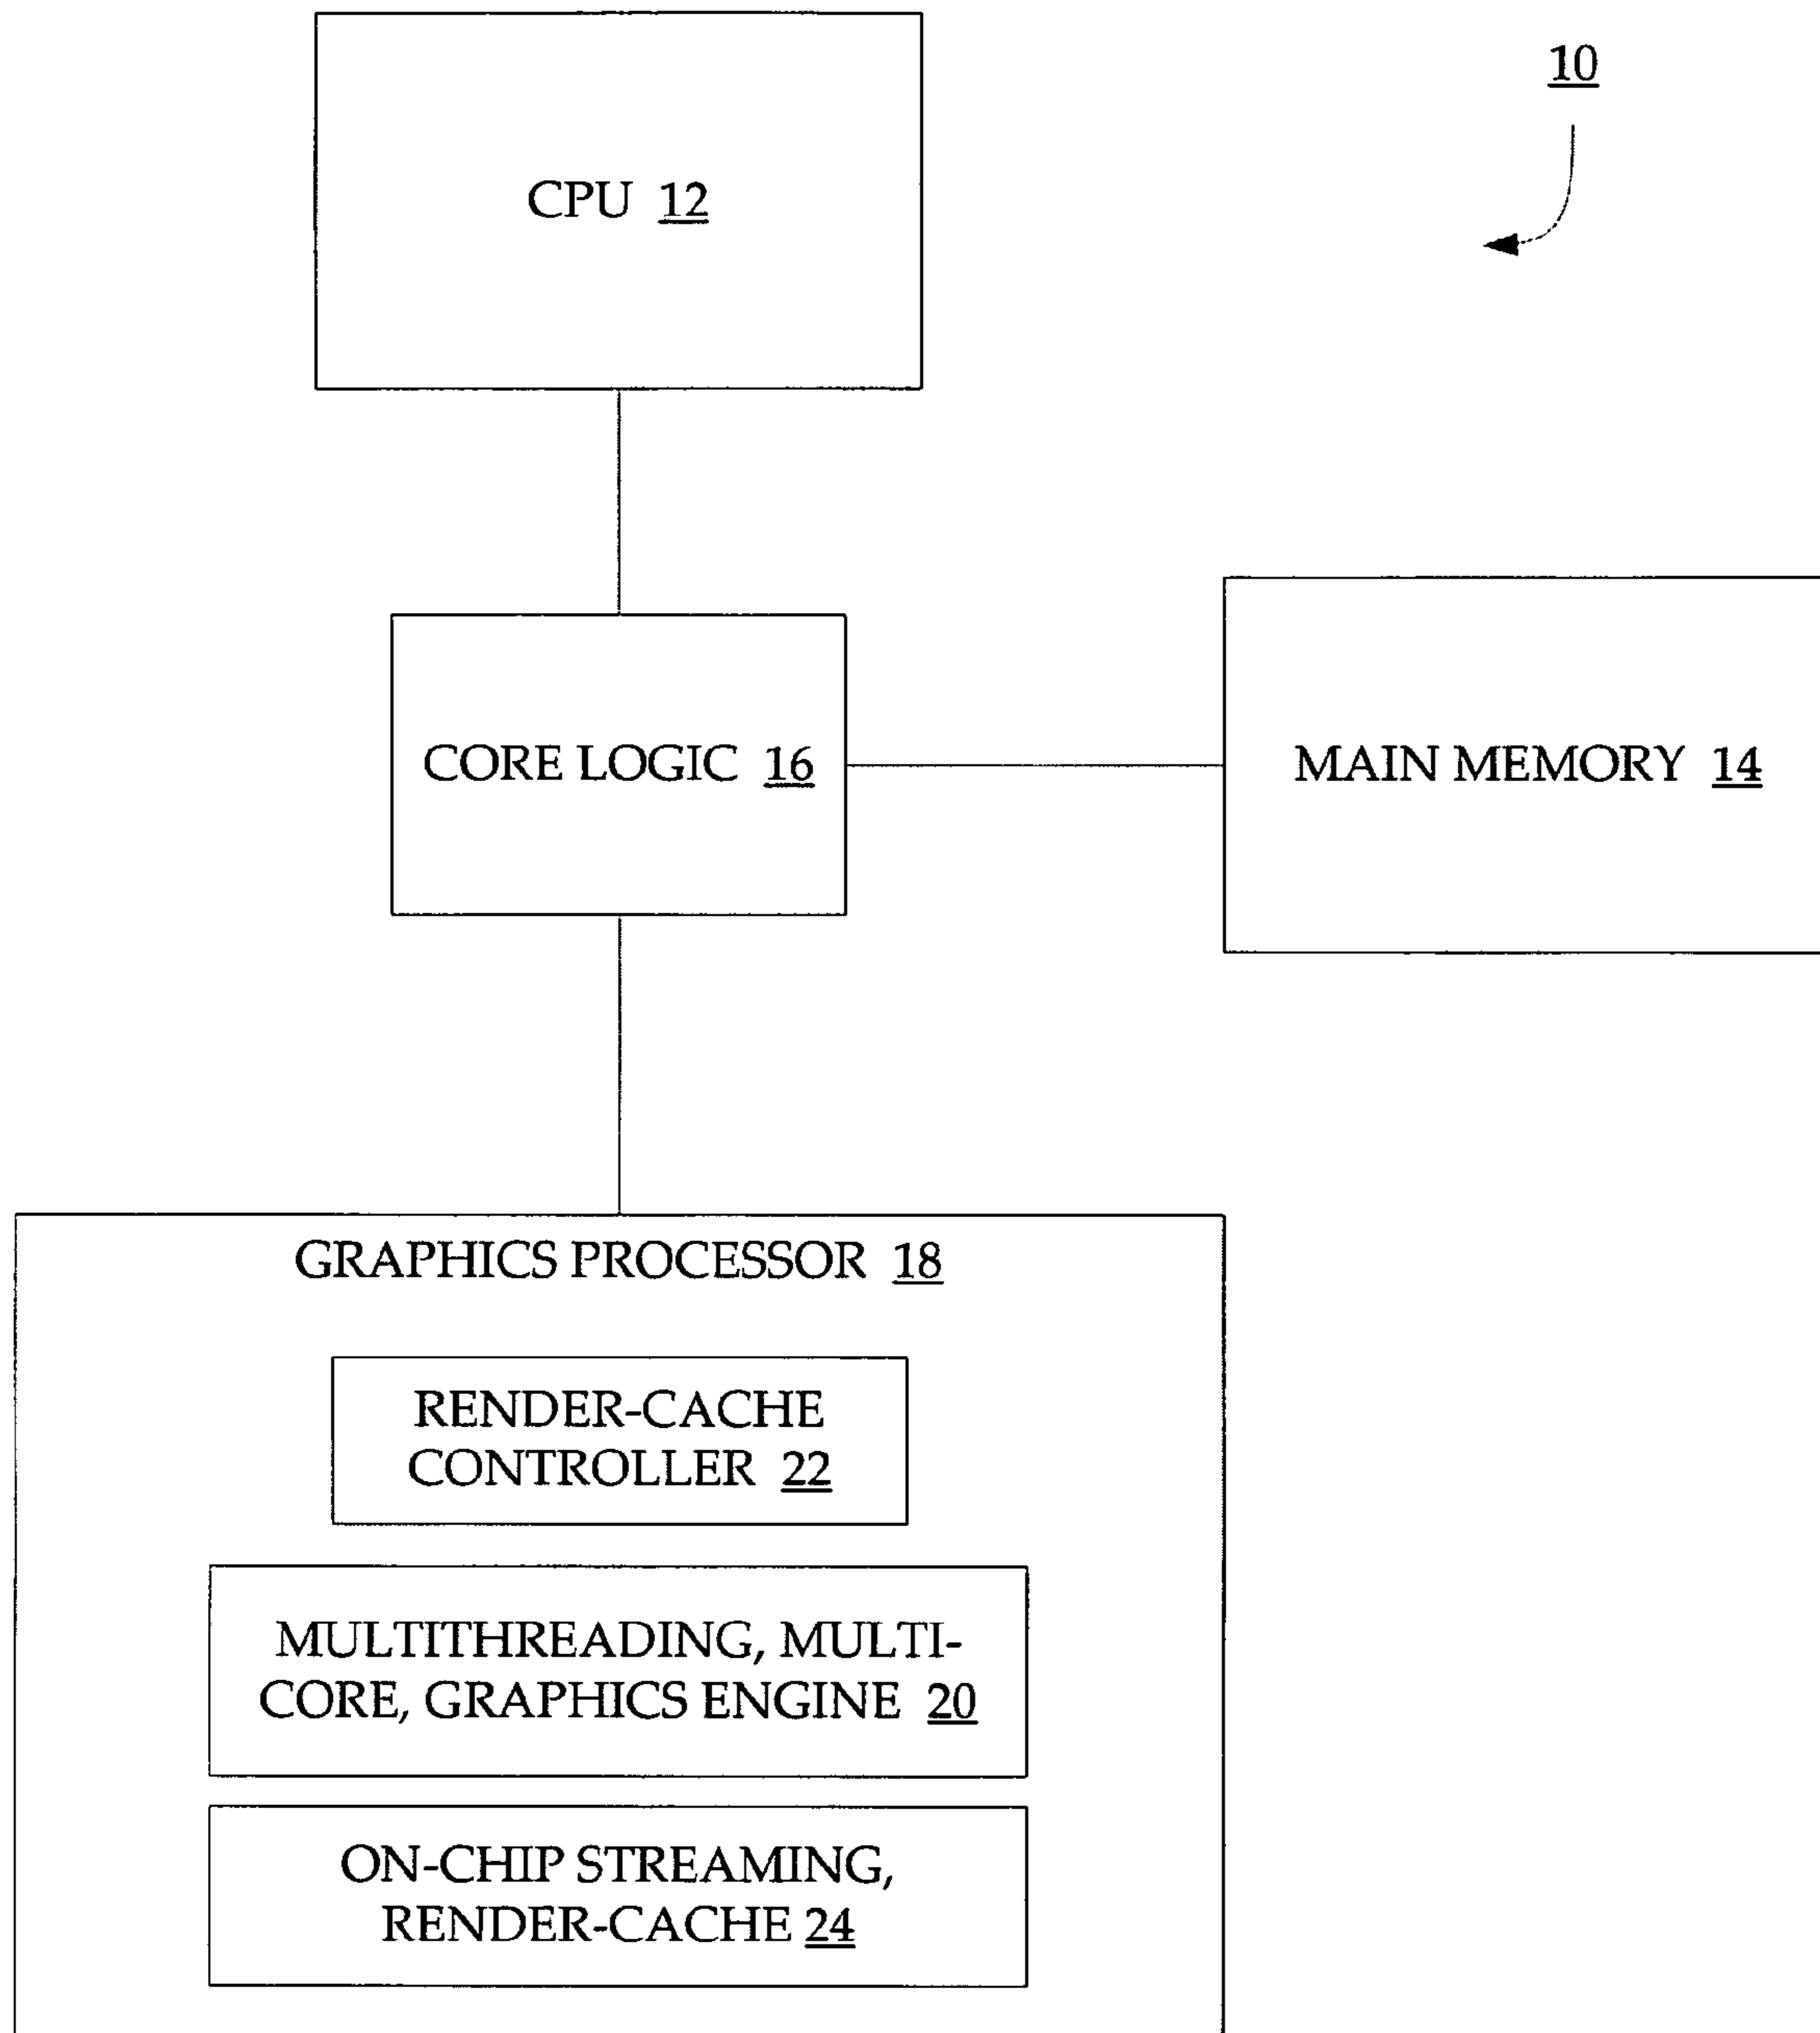 10
CPU 12
CORE LOGIC 16
MAIN MEMORY 14
GRAPHICS PROCESSOR 18
RENDER-CACHE
CONTROLLER 22
MULTITHREADING, MULTI-
CORE, GRAPHICS ENGINE 20
ON-CHIP STREAMING,
RENDER-CACHE 24